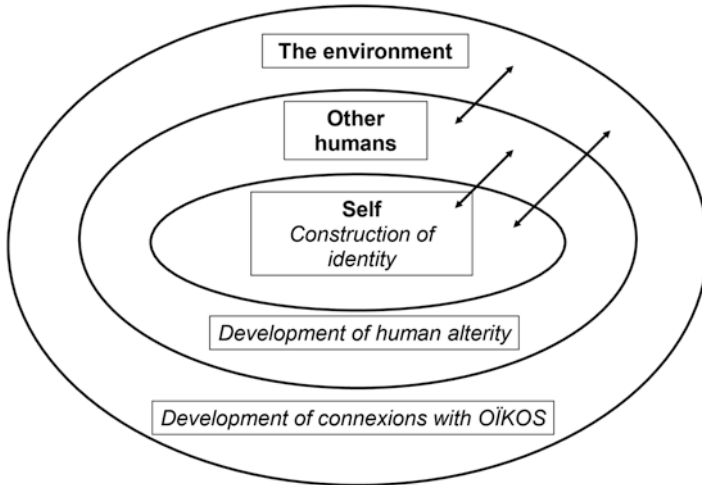 The environment
Other
humans
Self
Construction of
identity
Development of human alterity
Development of connexions with OÏKOS